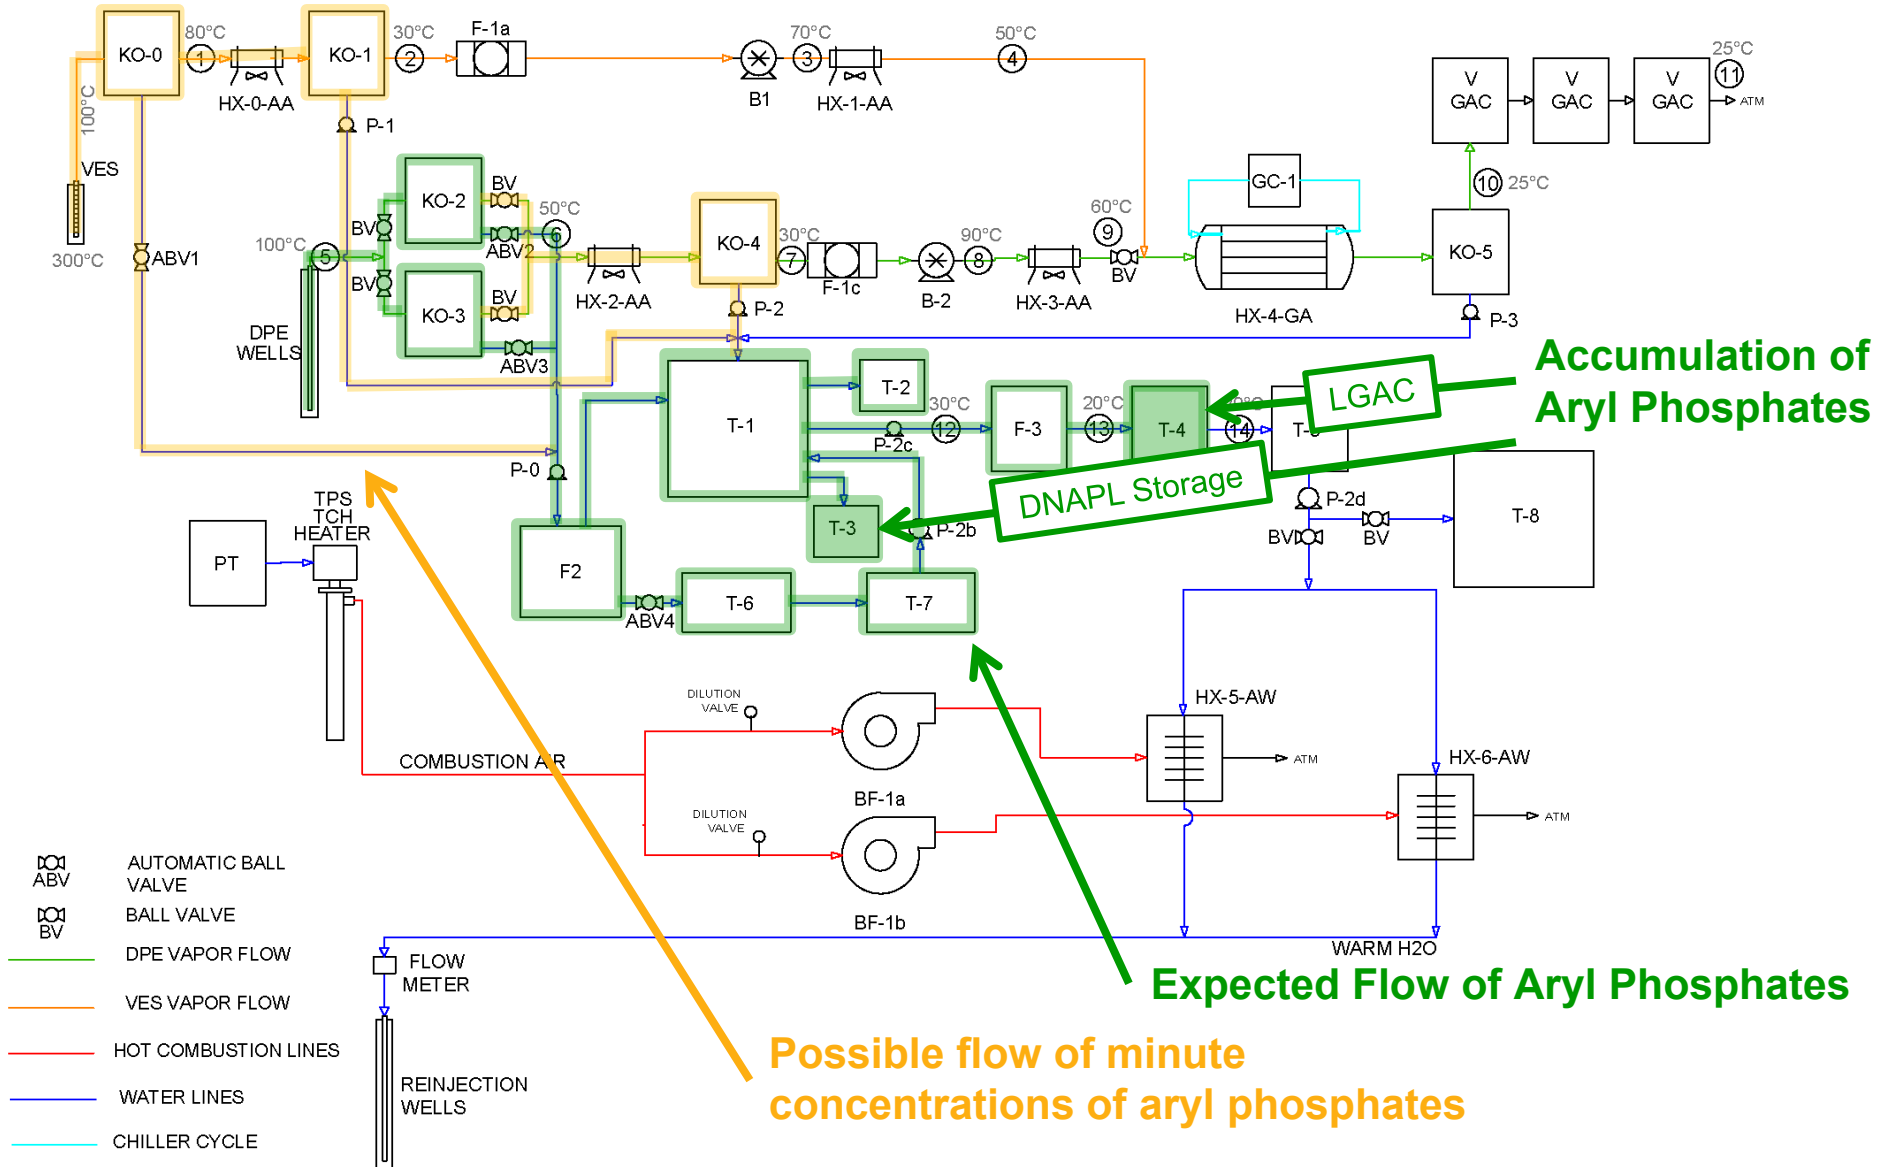 KO-0
80°C
1
HX-0-AA
KO-1
30°C
2
F-1a
B1
70°C
3
HX-1-AA
50°C
4
V
GAC
V
GAC
V
GAC
25°C
11
ATM
100°C
VES
300°C
P-1
ABV1
KO-2
BV
BV
ABV2
50°C
6
100°C
5
BV
KO-3
BV
ABV3
DPE
WELLS
HX-2-AA
KO-4
P-2
30°C
7
F-1c
B-2
90°C
8
HX-3-AA
60°C
9
BV
GC-1
HX-4-GA
10
25°C
KO-5
P-3
Accumulation of
Aryl Phosphates
LGAC
DNAPL Storage
T-1
T-2
P-2c
30°C
12
F-3
20°C
13
T-4
14
P-0
T-3
P-2b
F2
ABV4
T-6
T-7
P-2d
BV
BV
T-8
TPS
TCH
HEATER
PT
COMBUSTION AIR
DILUTION
VALVE
BF-1a
DILUTION
VALVE
BF-1b
HX-5-AW
ATM
HX-6-AW
ATM
WARM H2O
Expected Flow of Aryl Phosphates
Possible flow of minute
concentrations of aryl phosphates
FLOW
METER
REINJECTION
WELLS
ABV
AUTOMATIC BALL
VALVE
BV
BALL VALVE
DPE VAPOR FLOW
VES VAPOR FLOW
HOT COMBUSTION LINES
WATER LINES
CHILLER CYCLE